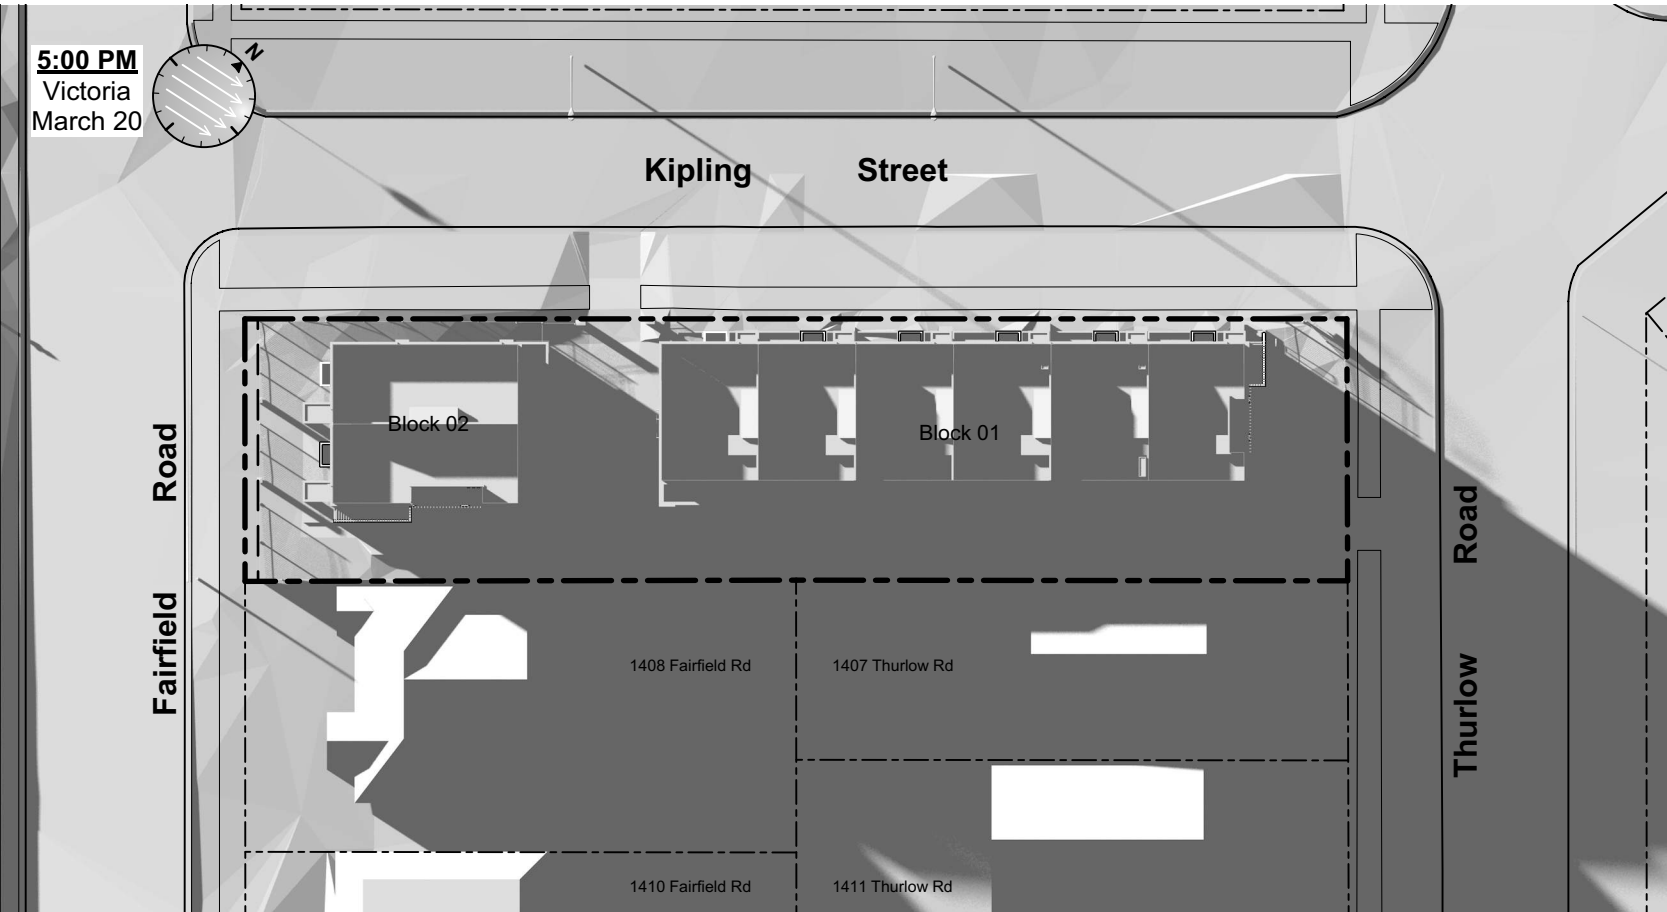 5:00 PM
Victoria
March 20
N
Kipling Street
Block 02
Block 01
Fairfield Road
Thurlow Road
1408 Fairfield Rd
1407 Thurlow Rd
1410 Fairfield Rd
1411 Thurlow Rd